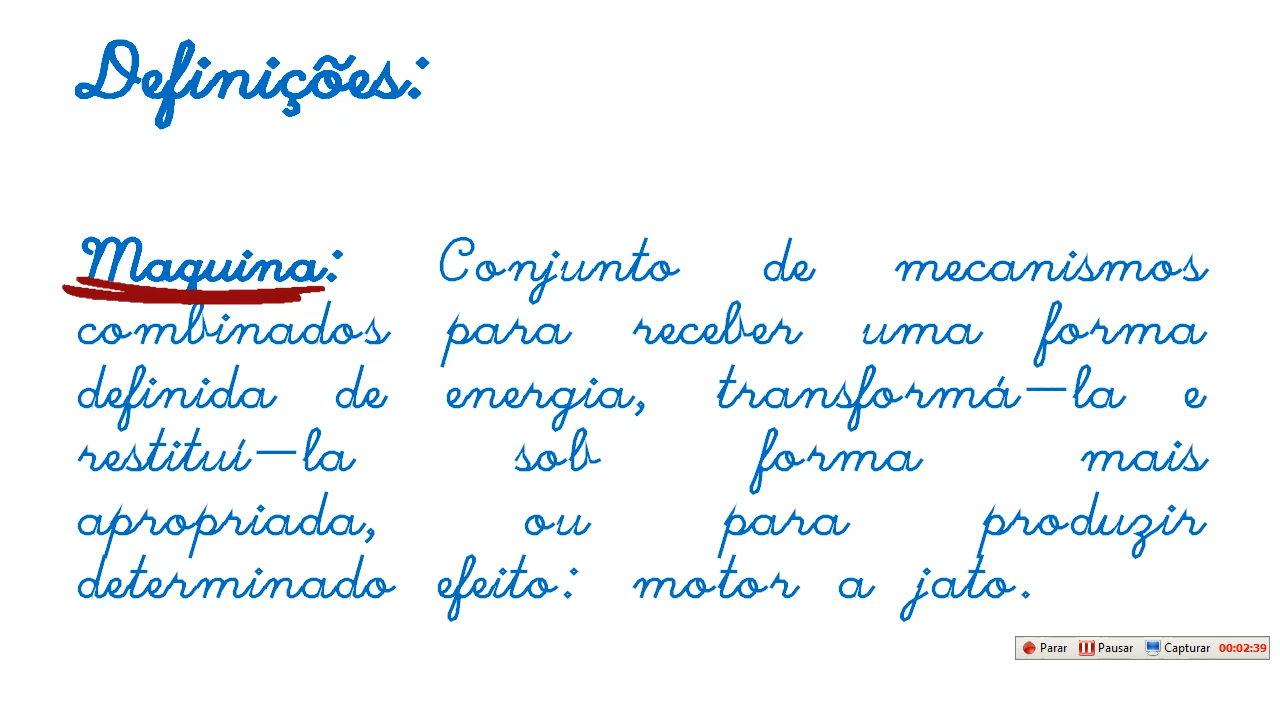 Definições:
Maquina: Conjunto de mecanismos
combinados para receber uma forma
definida de energia, transformá-la e
restituí-la sob forma mais
apropriada, ou para produzir
determinado efeito: motor a jato.
Parar Pausar Capturar 00:02:39